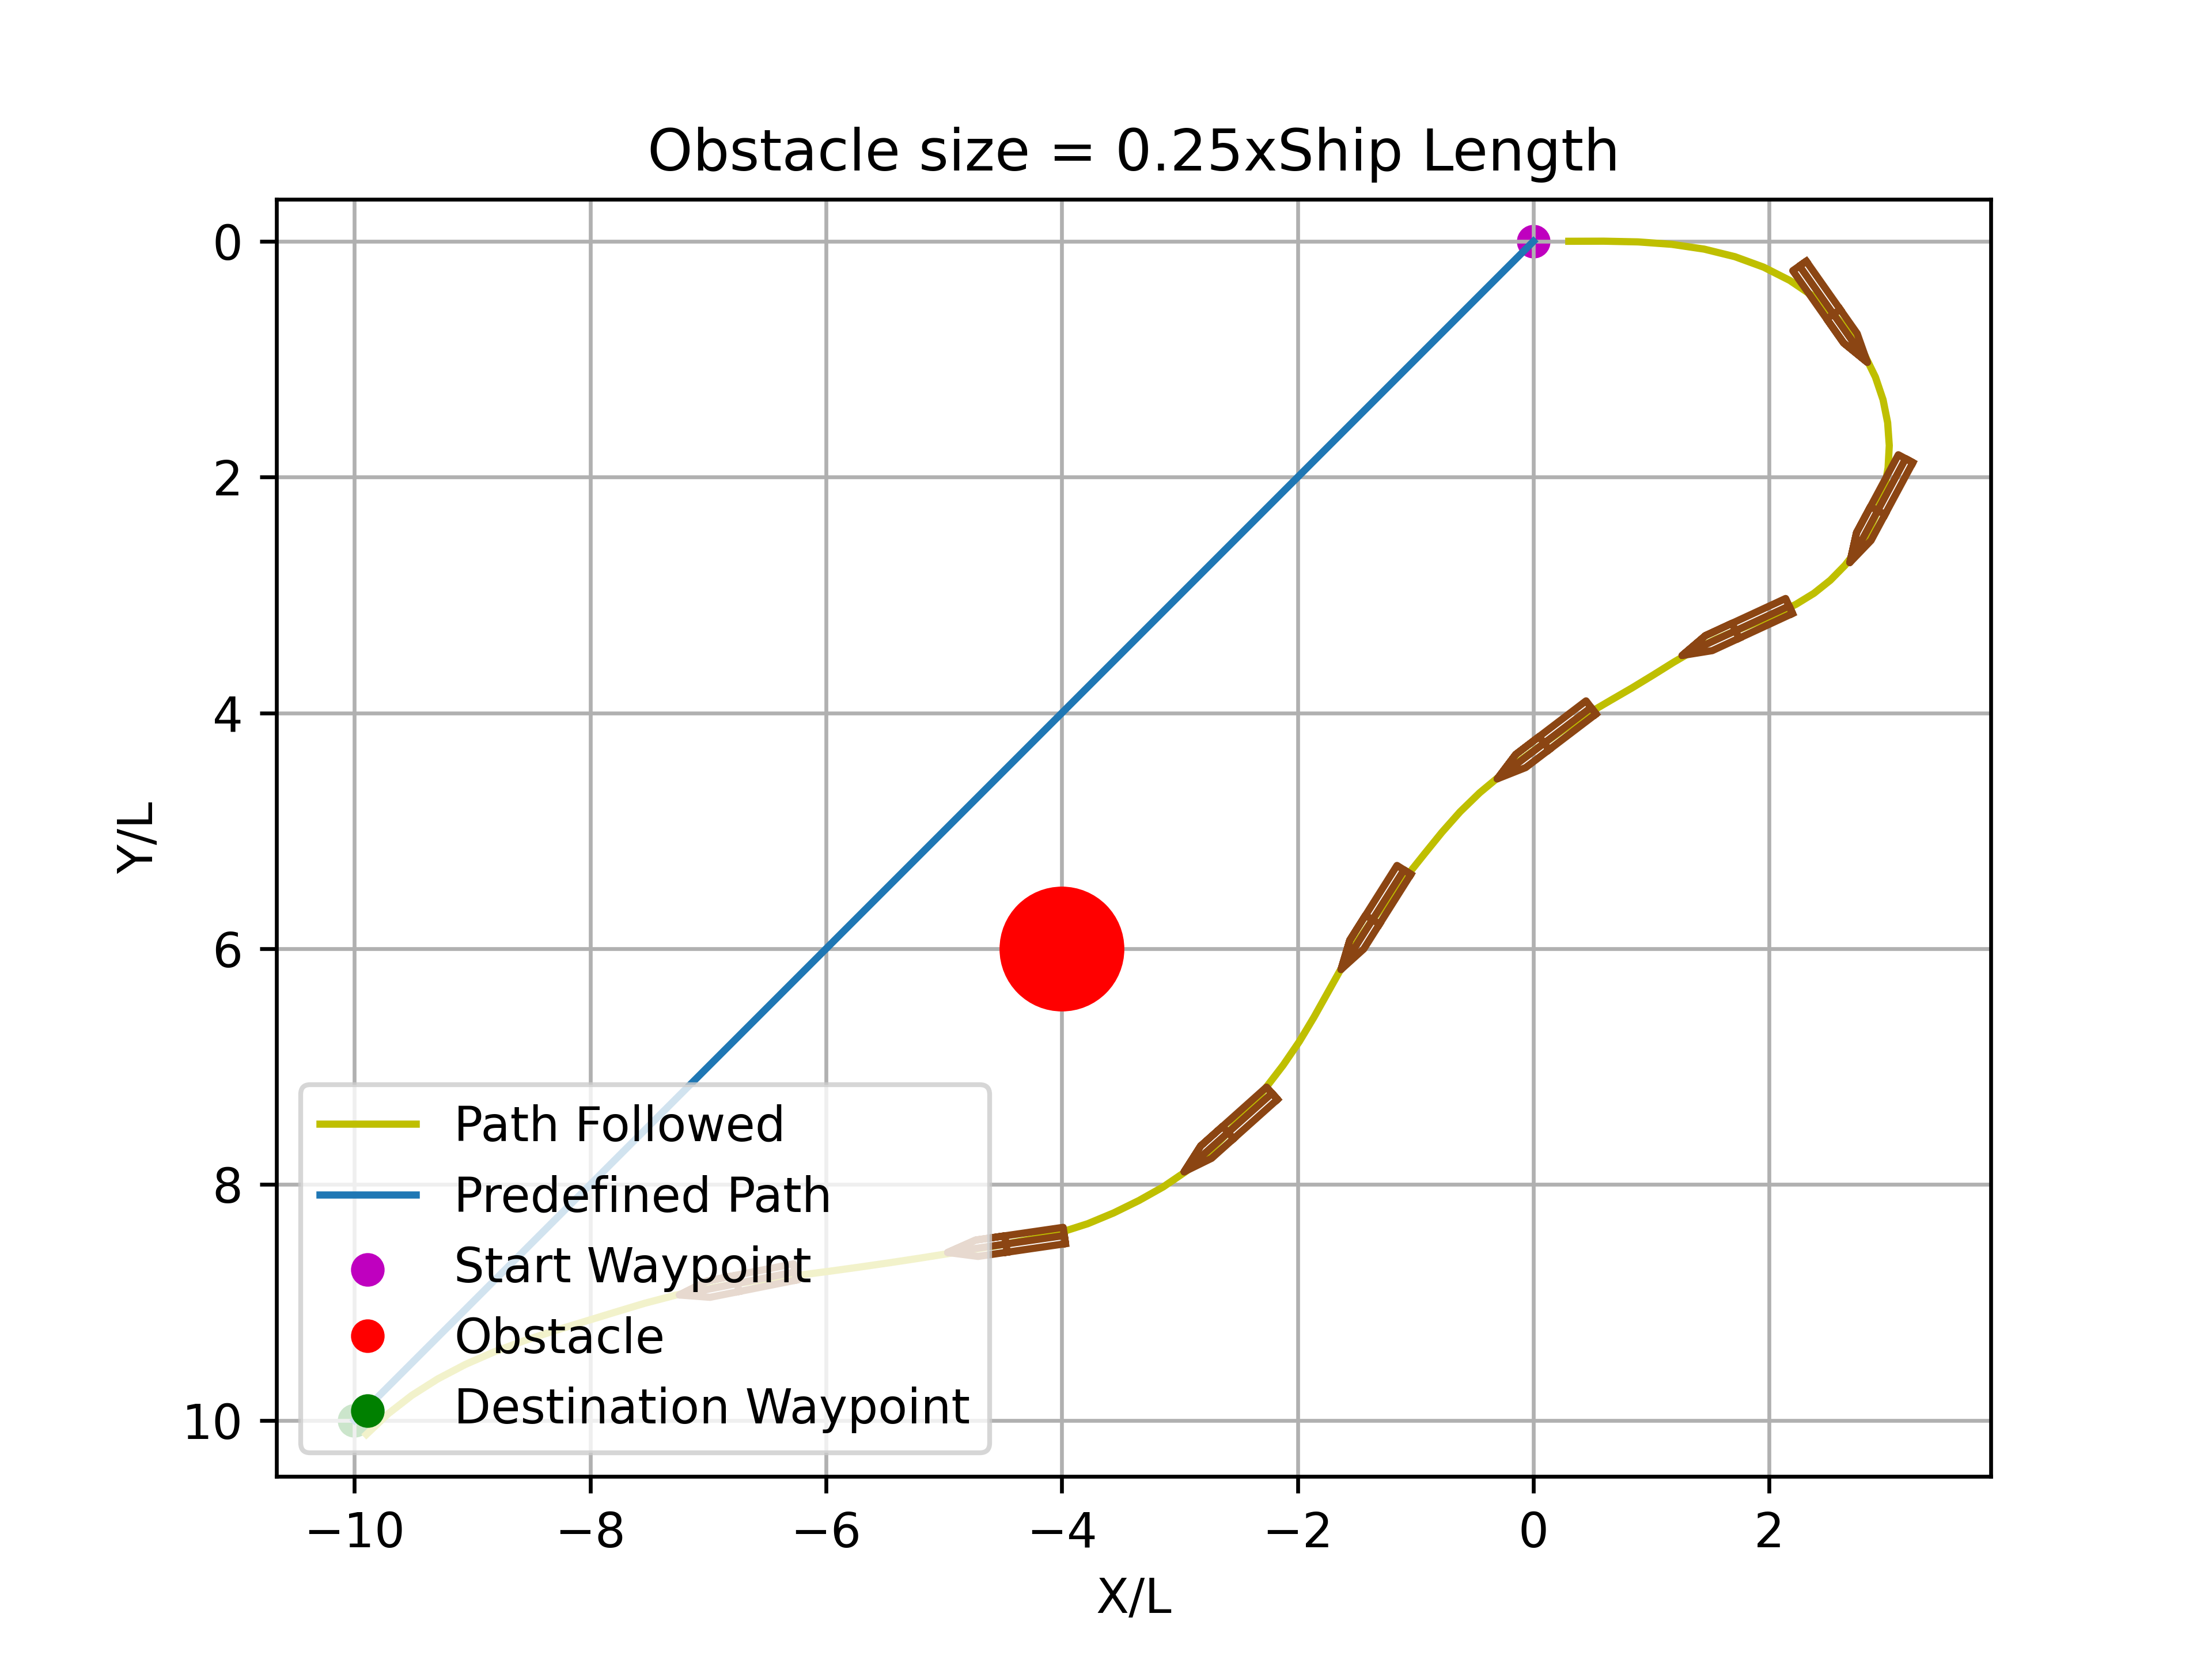 Obstacle size = 0.25xShip Length
0
2
4
6
8
10
Y/L
Path Followed
Predefined Path
Start Waypoint
Obstacle
Destination Waypoint
−10 −8 −6 −4 −2 0 2
X/L